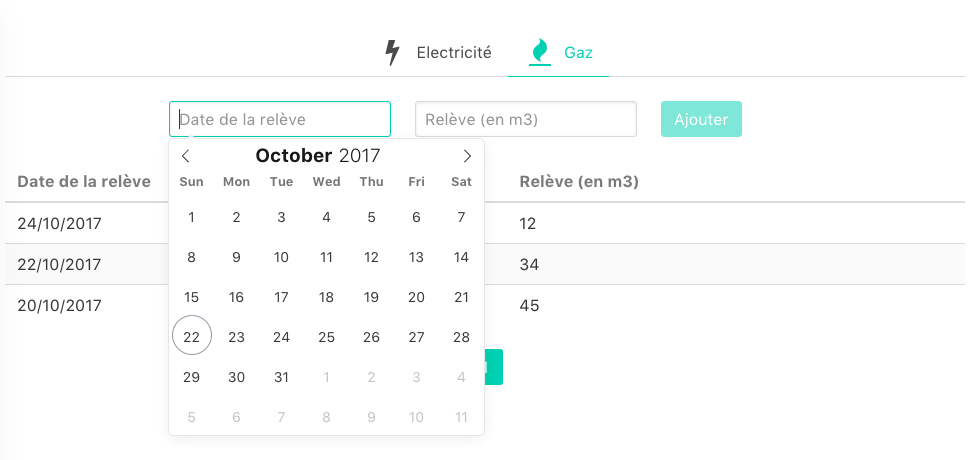 Electricité Gaz
Date de la relève Relève (en m3) Ajouter
October 2017
Sun Mon Tue Wed Thu Fri Sat
1 2 3 4 5 6 7
8 9 10 11 12 13 14
15 16 17 18 19 20 21
22 23 24 25 26 27 28
29 30 31 1 2 3 4
5 6 7 8 9 10 11
Date de la relève Relève (en m3)
24/10/2017 12
22/10/2017 34
20/10/2017 45